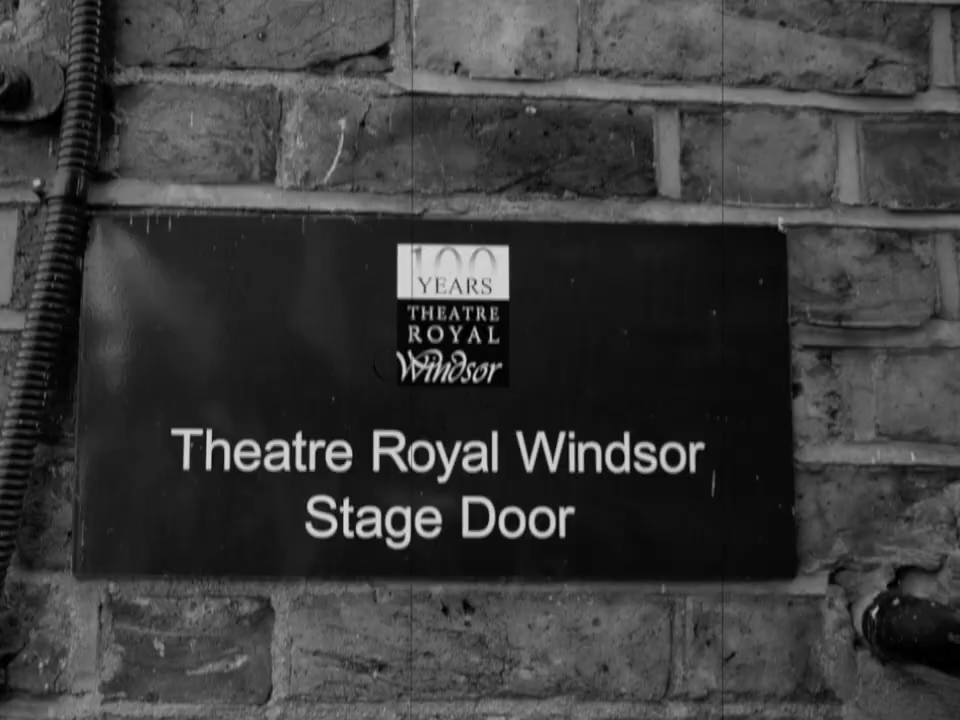 100
YEARS
THEATRE
ROYAL
Windsor
Theatre Royal Windsor
Stage Door